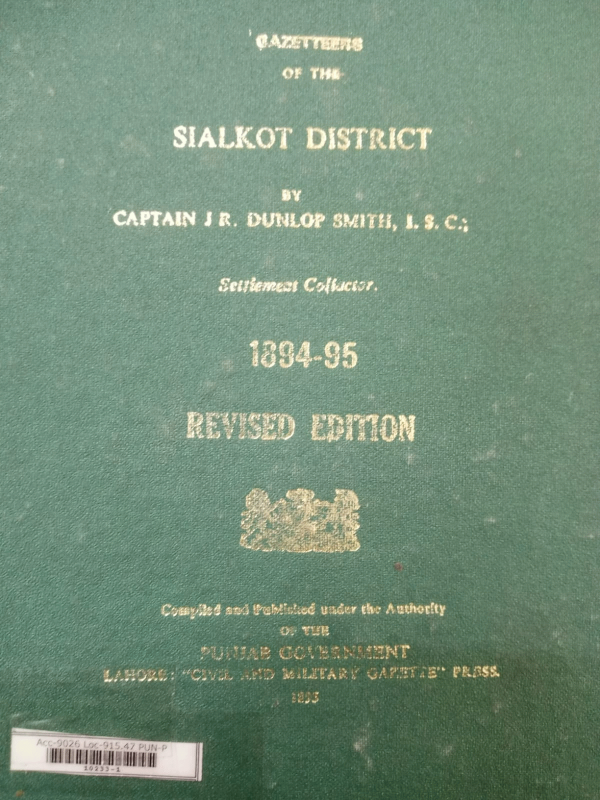 GAZETTEERS
OF THE
SIALKOT DISTRICT
BY
CAPTAIN J R. DUNLOP SMITH, I. S. C.;
Settlement Collector.
1894-95
REVISED EDITION
Compiled and Published under the Authority
OF THE
PUNJAB GOVERNMENT
LAHORE: "CIVIL AND MILITARY GAZETTE" PRESS.
1895
Acc-9026 Loc-915.47 PUN-P